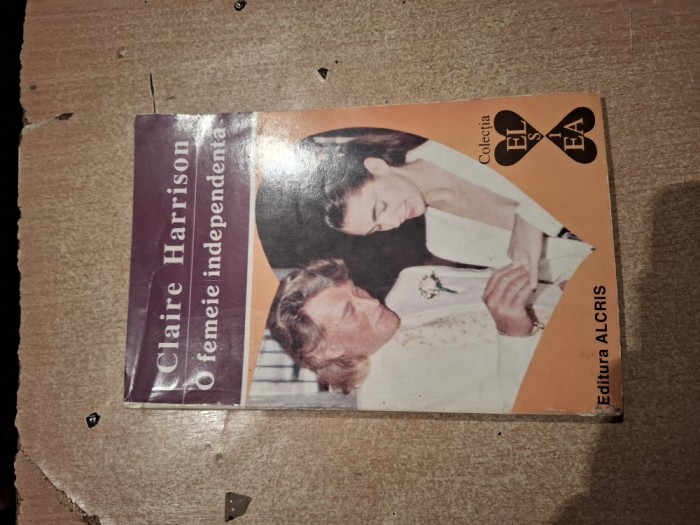 Claire Harrison
O femeie independentă
Colecția
EL
și
EA
Editura ALCRIS